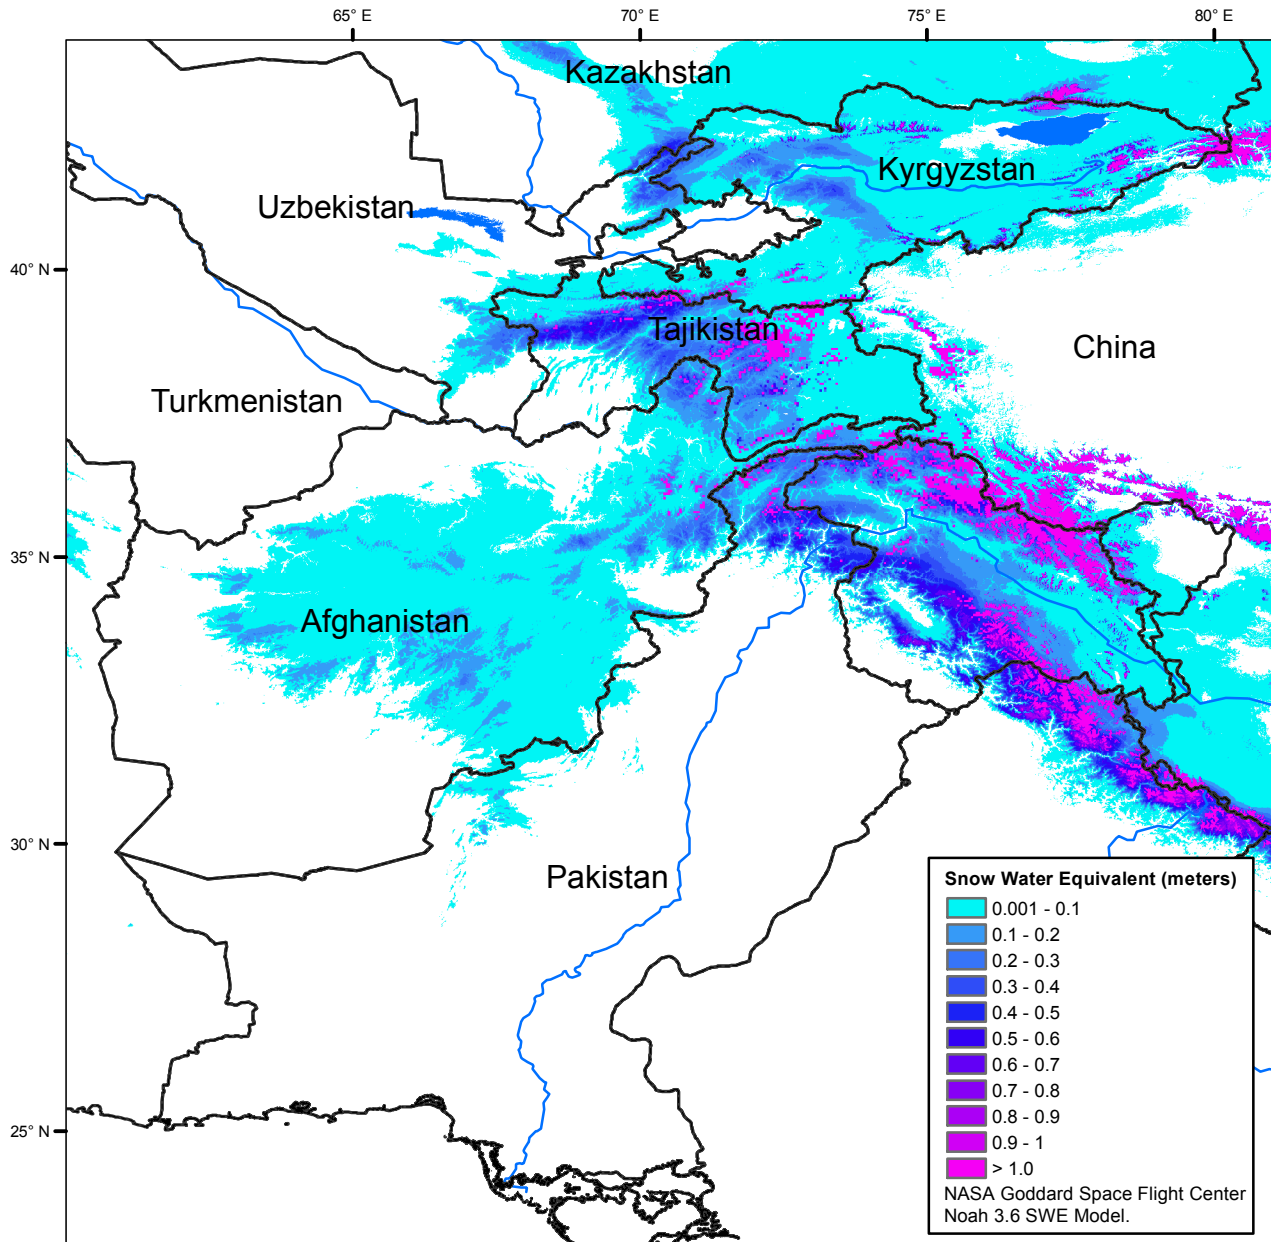 65° E 70° E 75° E 80° E
Kazakhstan
Kyrgyzstan
Uzbekistan
40° N
Tajikistan
China
Turkmenistan
35° N
Afghanistan
30° N
Pakistan
Snow Water Equivalent (meters)
0.001 - 0.1
0.1 - 0.2
0.2 - 0.3
0.3 - 0.4
0.4 - 0.5
0.5 - 0.6
0.6 - 0.7
0.7 - 0.8
0.8 - 0.9
0.9 - 1
> 1.0
25° N
NASA Goddard Space Flight Center
Noah 3.6 SWE Model.